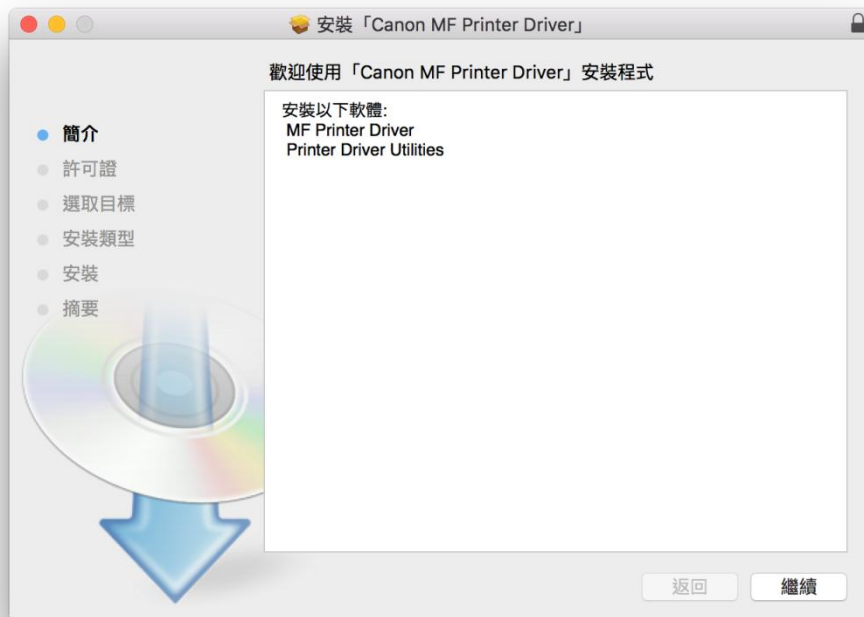 安裝「Canon MF Printer Driver」
歡迎使用「Canon MF Printer Driver」安裝程式
簡介
許可證
選取目標
安裝類型
安裝
摘要
安裝以下軟體:
MF Printer Driver
Printer Driver Utilities
返回
繼續